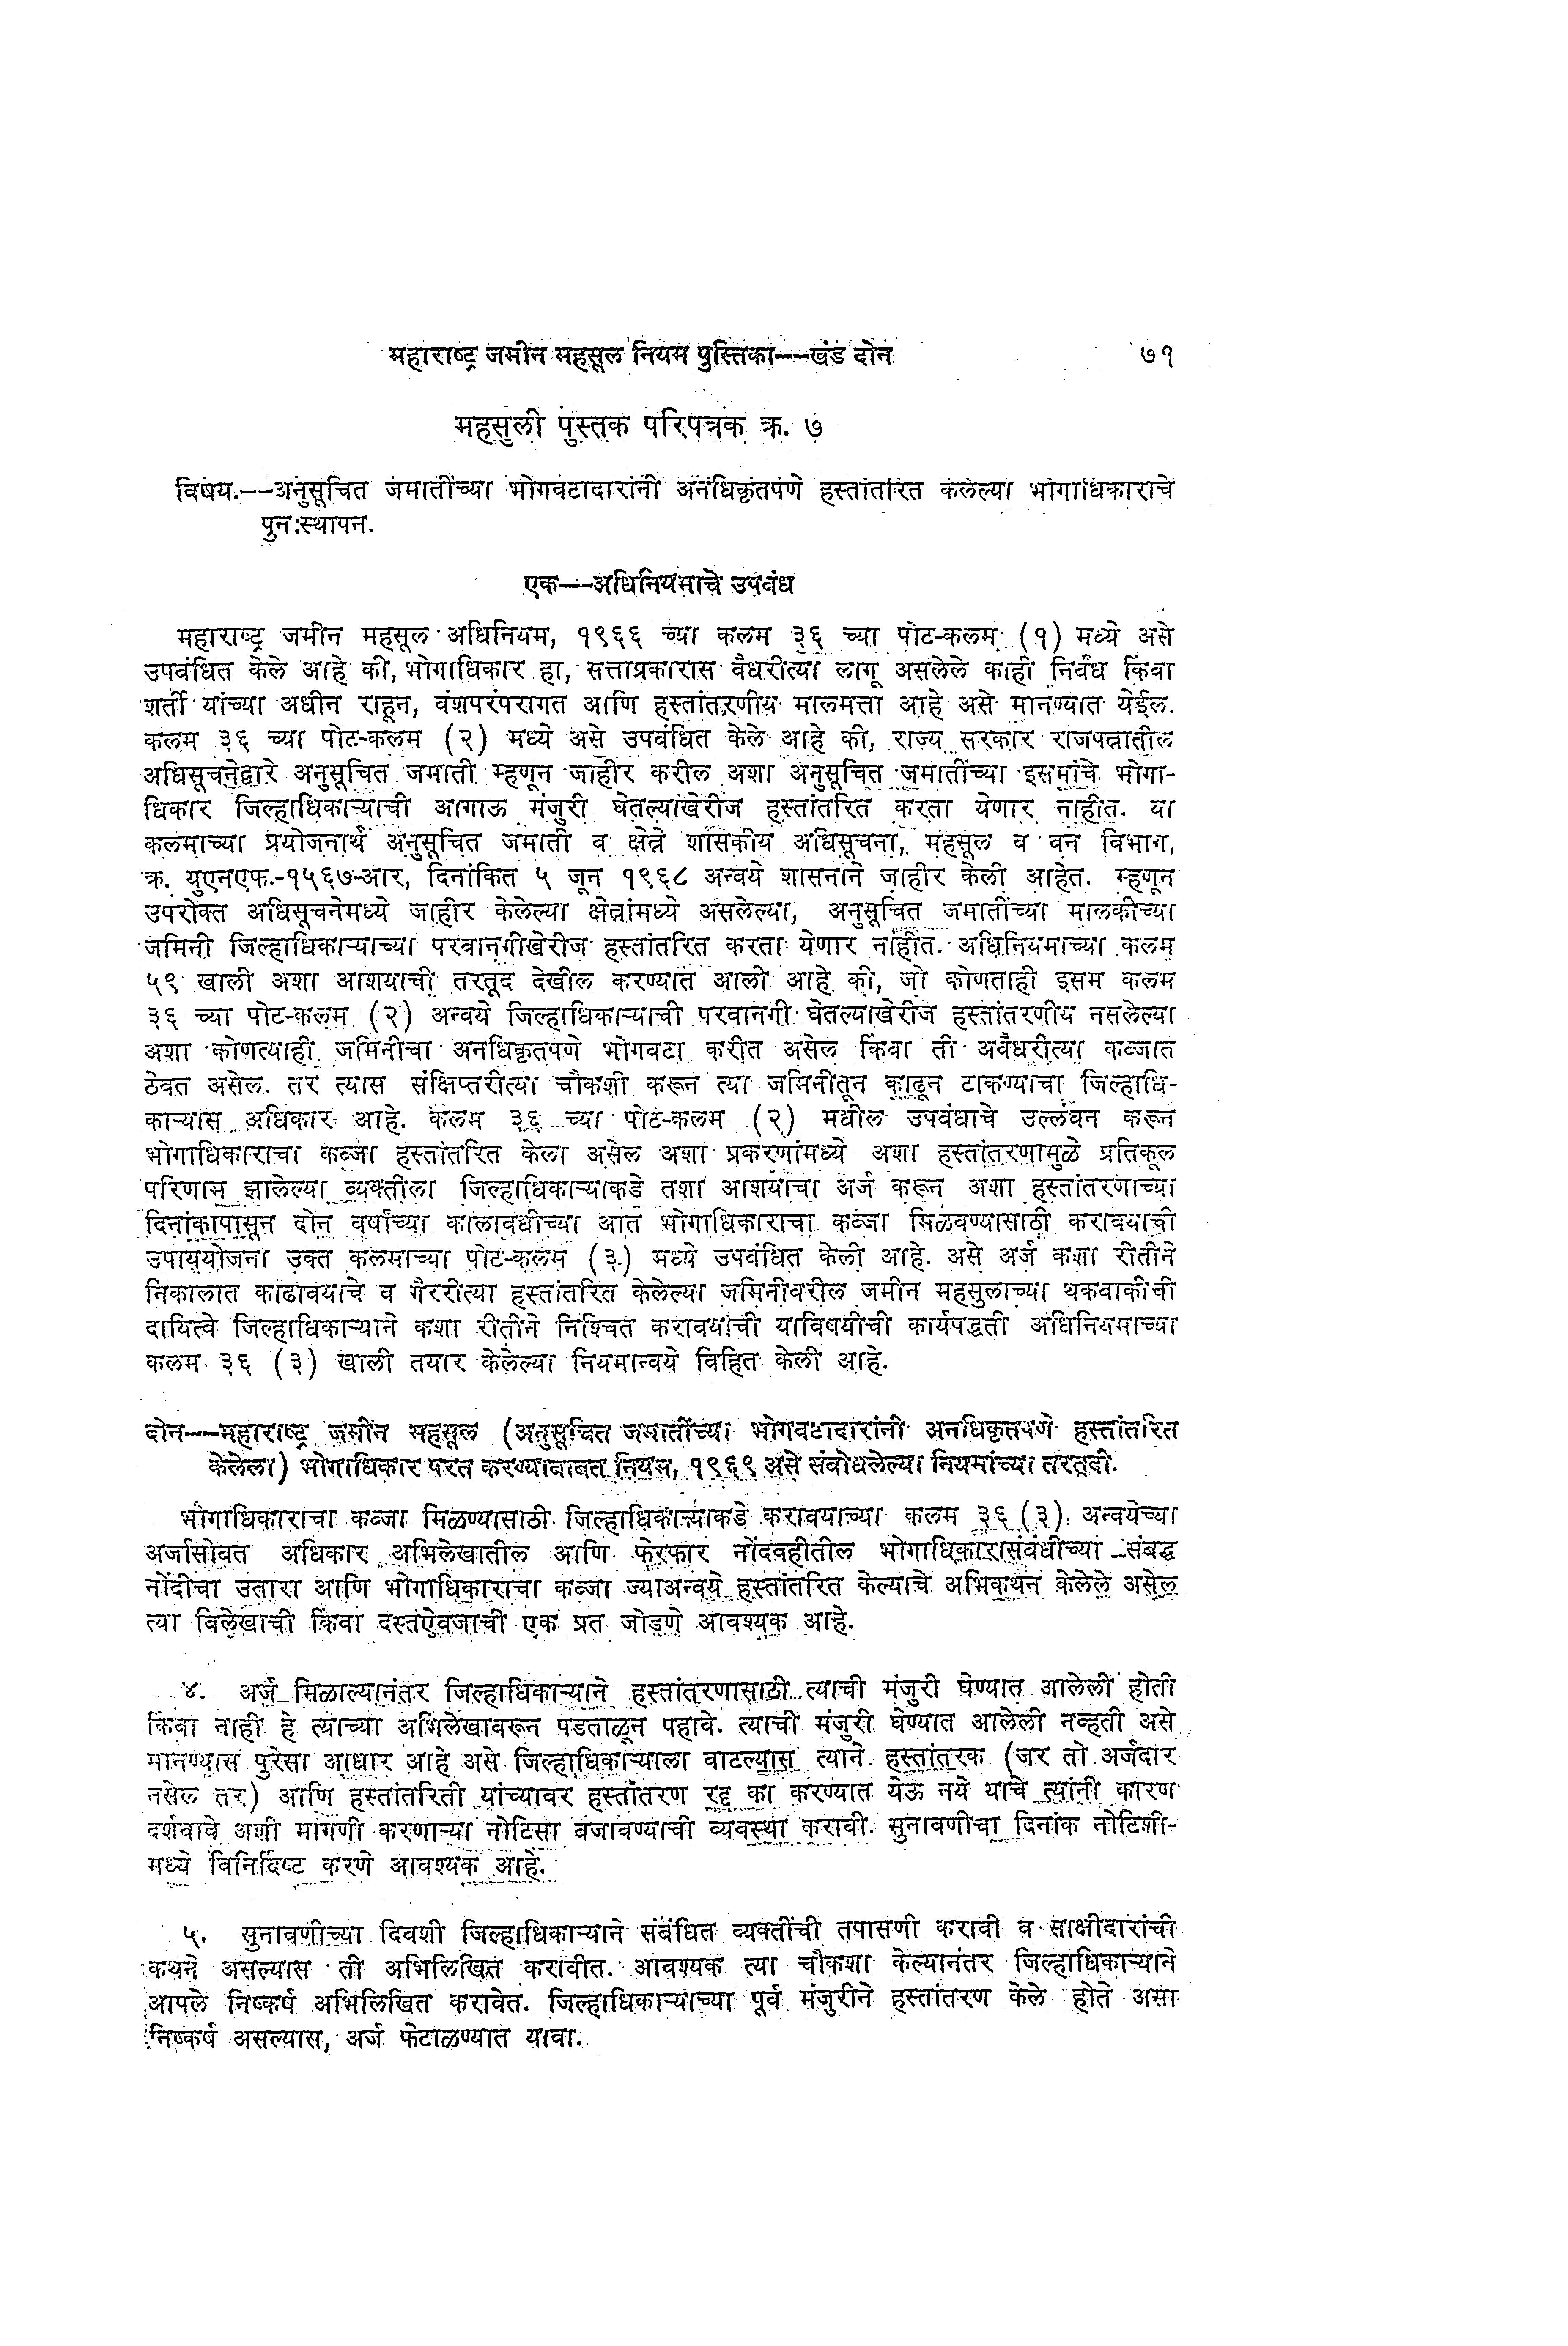 महाराष्ट्र जमीन महसूल नियम पुस्तिका--खंड दोन ७१
महसुली पुस्तक परिपत्रक क्र. ७
विषय.--अनुसूचित जमातींच्या भोगवटादारांनी अनधिकृतपणे हस्तांतरित केलेल्या भोगाधिकाराचे
पुनःस्थापन.
एक--अधिनियमाचे उपबंध
महाराष्ट्र जमीन महसूल अधिनियम, १९६६ च्या कलम ३६ च्या पोट-कलम (१) मध्ये असे
उपबंधित केले आहे की, भोगाधिकार हा, सत्ताप्रकारास वैधरीत्या लागू असलेले काही निर्बंध किंवा
शर्ती यांच्या अधीन राहून, वंशपरंपरागत आणि हस्तांतरणीय मालमत्ता आहे असे मानण्यात येईल.
कलम ३६ च्या पोट-कलम (२) मध्ये असे उपबंधित केले आहे की, राज्य सरकार राजपत्रातील
अधिसूचनेद्वारे अनुसूचित जमाती म्हणून जाहीर करील अशा अनुसूचित जमातींच्या इसमांचे भोगा-
धिकार जिल्हाधिकाऱ्याची आगाऊ मंजुरी घेतल्याखेरीज हस्तांतरित करता येणार नाहीत. या
कलमाच्या प्रयोजनार्थ अनुसूचित जमाती व क्षेत्रे शासकीय अधिसूचना, महसूल व वन विभाग,
क्र. युएनएफ.-१५६७-आर, दिनांकित ५ जून १९६८ अन्वये शासनाने जाहीर केली आहेत. म्हणून
उपरोक्त अधिसूचनेमध्ये जाहीर केलेल्या क्षेत्रांमध्ये असलेल्या, अनुसूचित जमातींच्या मालकीच्या
जमिनी जिल्हाधिकाऱ्याच्या परवानगीखेरीज हस्तांतरित करता येणार नाहीत. अधिनियमाच्या कलम
५९ खाली अशा आशयाची तरतूद देखील करण्यात आली आहे की, जो कोणताही इसम कलम
३६ च्या पोट-कलम (२) अन्वये जिल्हाधिकाऱ्याची परवानगी घेतल्याखेरीज हस्तांतरणीय नसलेल्या
अशा कोणत्याही जमिनीचा अनधिकृतपणे भोगवटा करीत असेल किंवा ती अवैधरीत्या कब्जात
ठेवत असेल. तर त्यास संक्षिप्तरीत्या चौकशी करून त्या जमिनीतून काढून टाकण्याचा जिल्हाधि-
काऱ्यास अधिकार आहे. कलम ३६ च्या पोट-कलम (२) मधील उपबंधाचे उल्लंघन करून
भोगाधिकाराचा कब्जा हस्तांतरित केला असेल अशा प्रकरणांमध्ये अशा हस्तांतरणामुळे प्रतिकूल
परिणाम झालेल्या व्यक्तीला जिल्हाधिकाऱ्याकडे तशा आशयाचा अर्ज करून अशा हस्तांतरणाच्या
दिनांकापासून दोन वर्षांच्या कालावधीच्या आत भोगाधिकाराचा कब्जा मिळवण्यासाठी करावयाची
उपाययोजना उक्त कलमाच्या पोट-कलम (३) मध्ये उपबंधित केली आहे. असे अर्ज कशा रीतीने
निकालात काढावयाचे व गैररीत्या हस्तांतरित केलेल्या जमिनीवरील जमीन महसुलाच्या थकबाकीची
दायित्वे जिल्हाधिकाऱ्याने कशा रीतीने निश्चित करावयाची याविषयीची कार्यपद्धती अधिनियमाच्या
कलम ३६ (३) खाली तयार केलेल्या नियमान्वये विहित केली आहे.
दोन--महाराष्ट्र जमीन महसूल (अनुसूचित जमातींच्या भोगवटादारांनी अनधिकृतपणे हस्तांतरित
केलेला) भोगाधिकार परत करण्याबाबत नियम, १९६९ असे संबोधलेल्या नियमांच्या तरतुदी.
भोगाधिकाराचा कब्जा मिळण्यासाठी जिल्हाधिकाऱ्याकडे करावयाच्या कलम ३६ (३) अन्वयेच्या
अर्जासोबत अधिकार अभिलेखातील आणि फेरफार नोंदवहीतील भोगाधिकारासंबंधीच्या संबद्ध
नोंदीचा उतारा आणि भोगाधिकाराचा कब्जा ज्याअन्वये हस्तांतरित केल्याचे अभिकथन केलेले असेल
त्या विलेखाची किंवा दस्तऐवजाची एक प्रत जोडणे आवश्यक आहे.
४. अर्ज मिळाल्यानंतर जिल्हाधिकाऱ्याने हस्तांतरणासाठी त्याची मंजुरी घेण्यात आलेली होती
किंवा नाही हे त्याच्या अभिलेखावरून पडताळून पहावे. त्याची मंजुरी घेण्यात आलेली नव्हती असे
मानण्यास पुरेसा आधार आहे असे जिल्हाधिकाऱ्याला वाटल्यास त्याने हस्तांतरक (जर तो अर्जदार
नसेल तर) आणि हस्तांतरिती यांच्यावर हस्तांतरण रद्द का करण्यात येऊ नये याचे त्यांनी कारण
दर्शवावे अशी मागणी करणाऱ्या नोटिसा बजावण्याची व्यवस्था करावी. सुनावणीचा दिनांक नोटिशी-
मध्ये विनिर्दिष्ट करणे आवश्यक आहे.
५. सुनावणीच्या दिवशी जिल्हाधिकाऱ्याने संबंधित व्यक्तींची तपासणी करावी व साक्षीदारांची
कथने असल्यास ती अभिलिखित करावीत. आवश्यक त्या चौकशा केल्यानंतर जिल्हाधिकाऱ्याने
आपले निष्कर्ष अभिलिखित करावेत. जिल्हाधिकाऱ्याच्या पूर्व मंजुरीने हस्तांतरण केले होते असा
निष्कर्ष असल्यास, अर्ज फेटाळण्यात यावा.